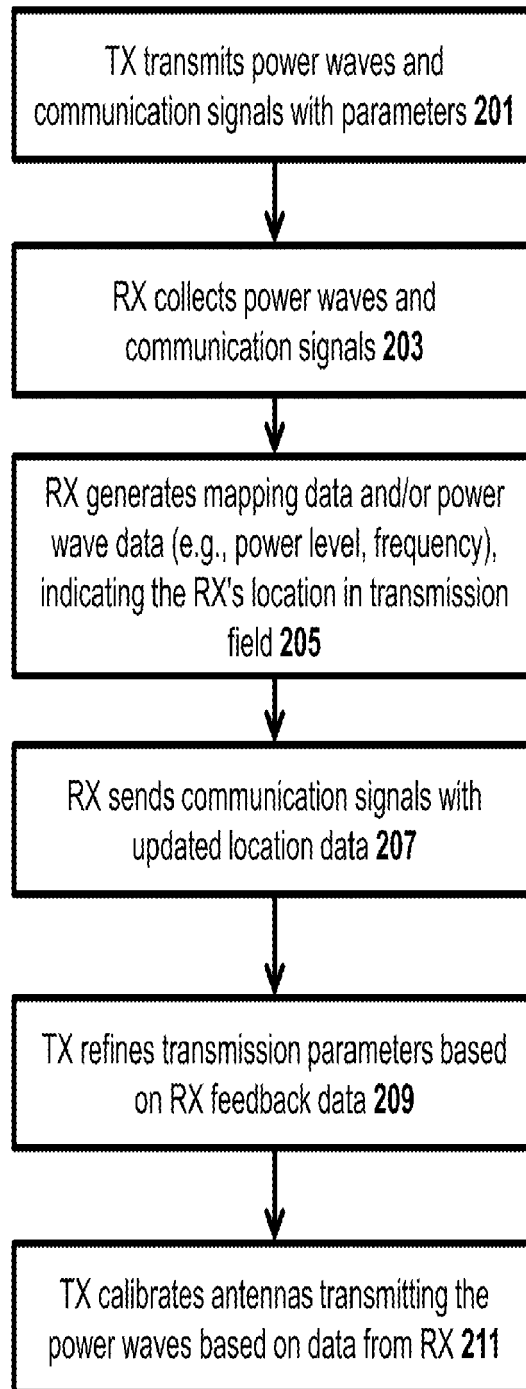 TX transmits power waves and
communication signals with parameters 201
RX collects power waves and
communication signals 203
RX generates mapping data and/or power
wave data (e.g., power level, frequency),
indicating the RX's location in transmission
field 205
RX sends communication signals with
updated location data 207
TX refines transmission parameters based
on RX feedback data 209
TX calibrates antennas transmitting the
power waves based on data from RX 211